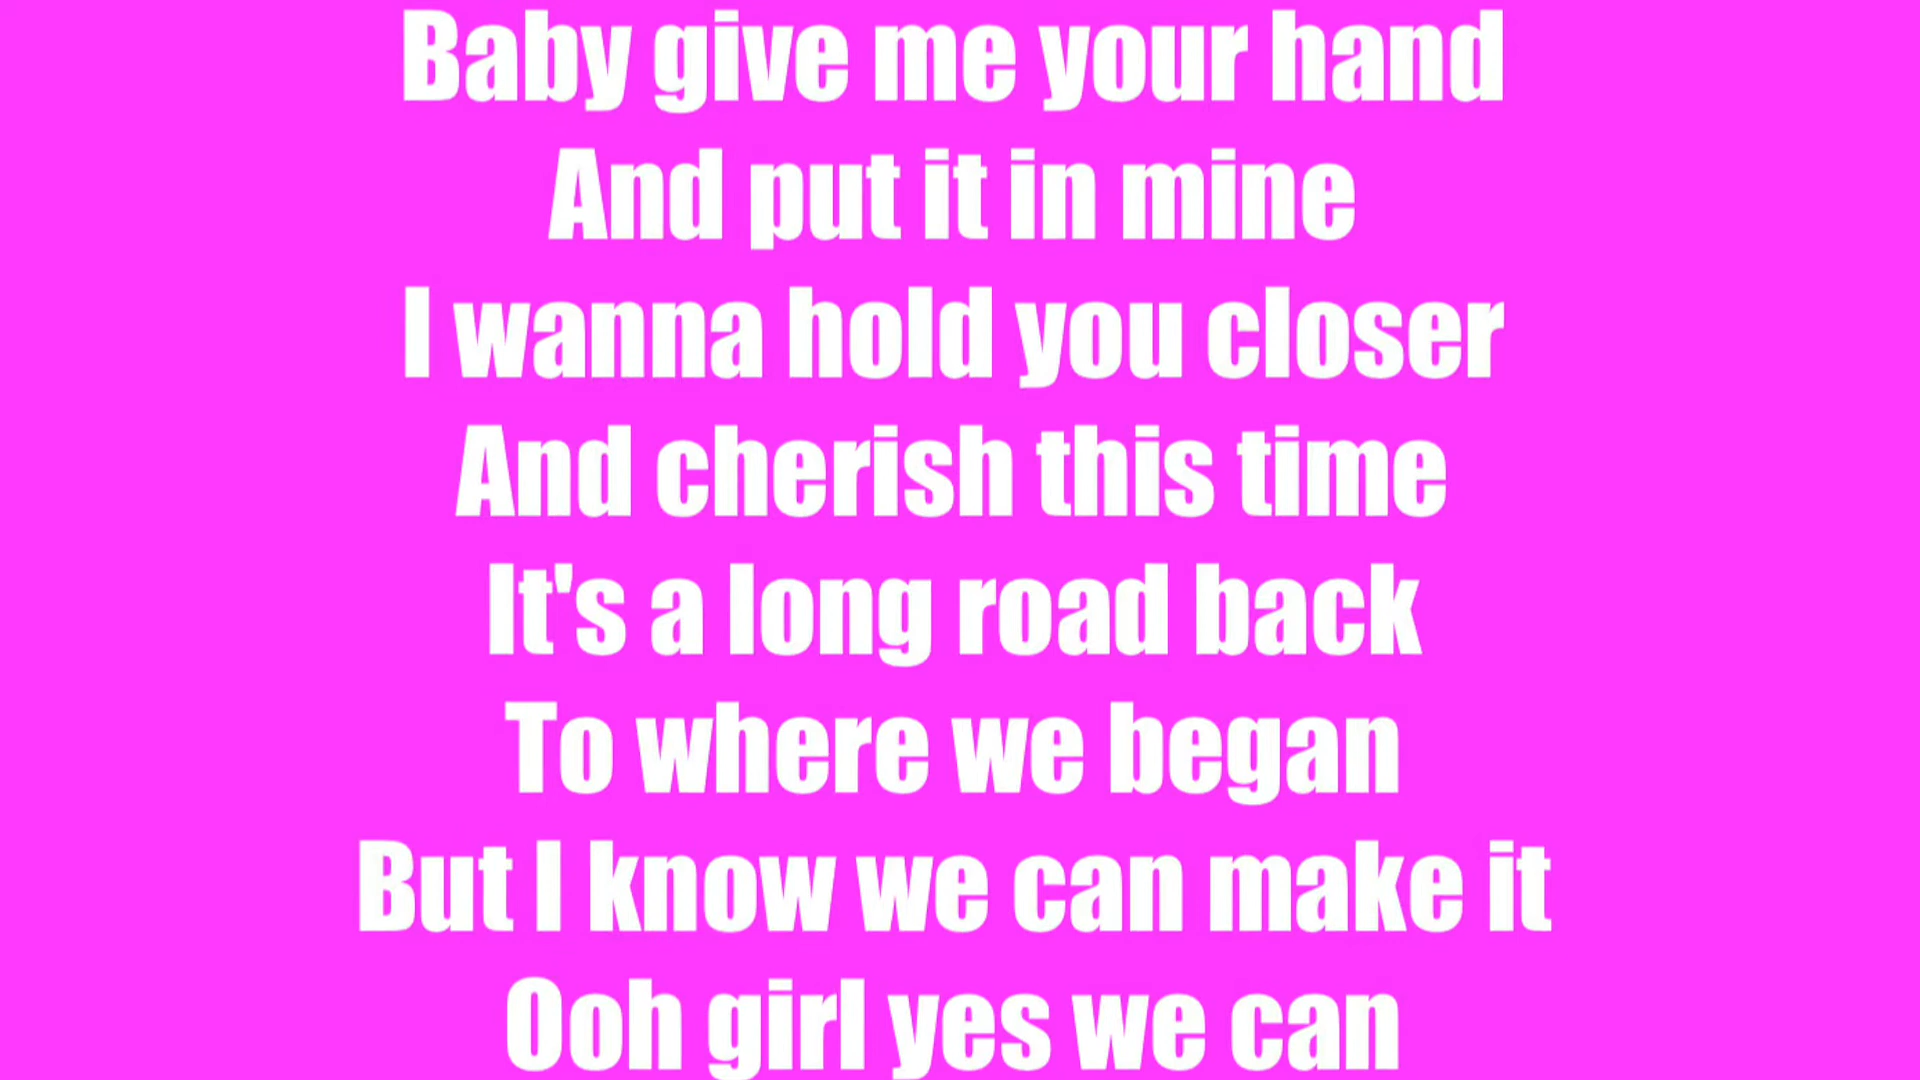 Baby give me your hand
And put it in mine
I wanna hold you closer
And cherish this time
It's a long road back
To where we began
But I know we can make it
Ooh girl yes we can